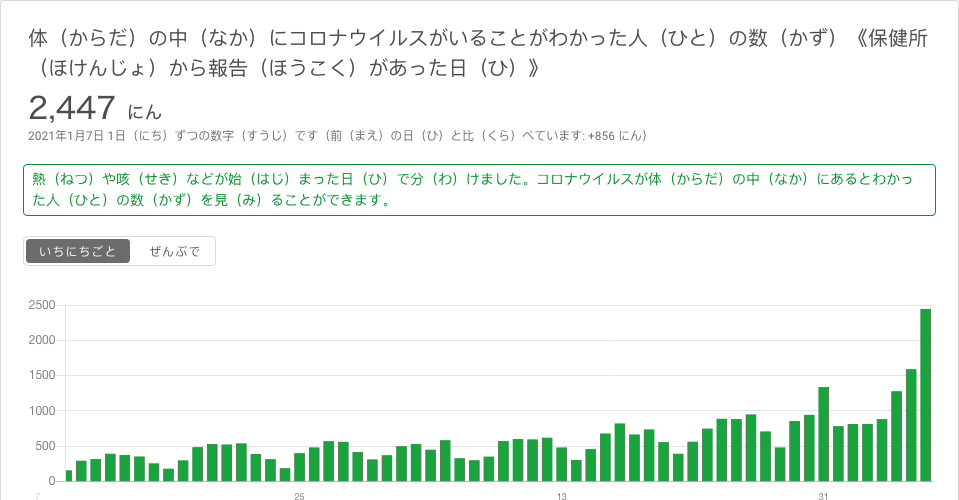 体（からだ）の中（なか）にコロナウイルスがいることがわかった人（ひと）の数（かず）《保健所
（ほけんじょ）から報告（ほうこく）があった日（ひ）》
2,447 にん
2021年1月7日 1日（にち）ずつの数字（すうじ）です（前（まえ）の日（ひ）と比（くら）べています: +856 にん）
熱（ねつ）や咳（せき）などが始（はじ）まった日（ひ）で分（わ）けました。コロナウイルスが体（からだ）の中（なか）にあるとわかっ
た人（ひと）の数（かず）を見（み）ることができます。
いちにちごと ぜんぶで
2500
2000
1500
1000
500
0
7 25 13 31